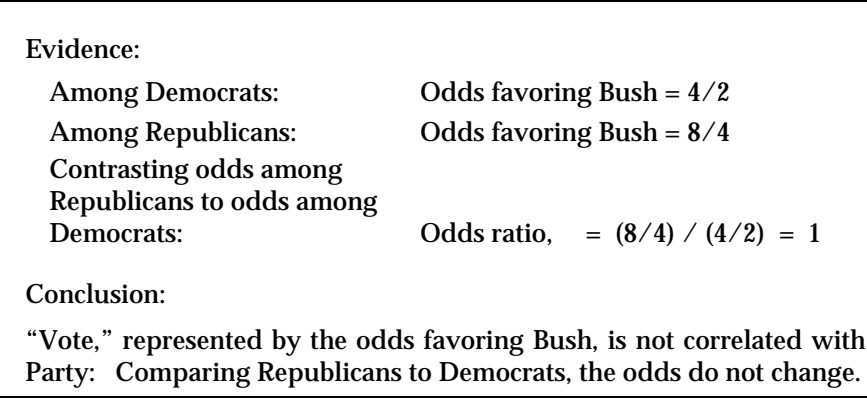 Evidence:
Among Democrats: Odds favoring Bush = 4/2
Among Republicans: Odds favoring Bush = 8/4
Contrasting odds among
Republicans to odds among
Democrats: Odds ratio, = (8/4) / (4/2) = 1
Conclusion:
“Vote,” represented by the odds favoring Bush, is not correlated with
Party: Comparing Republicans to Democrats, the odds do not change.